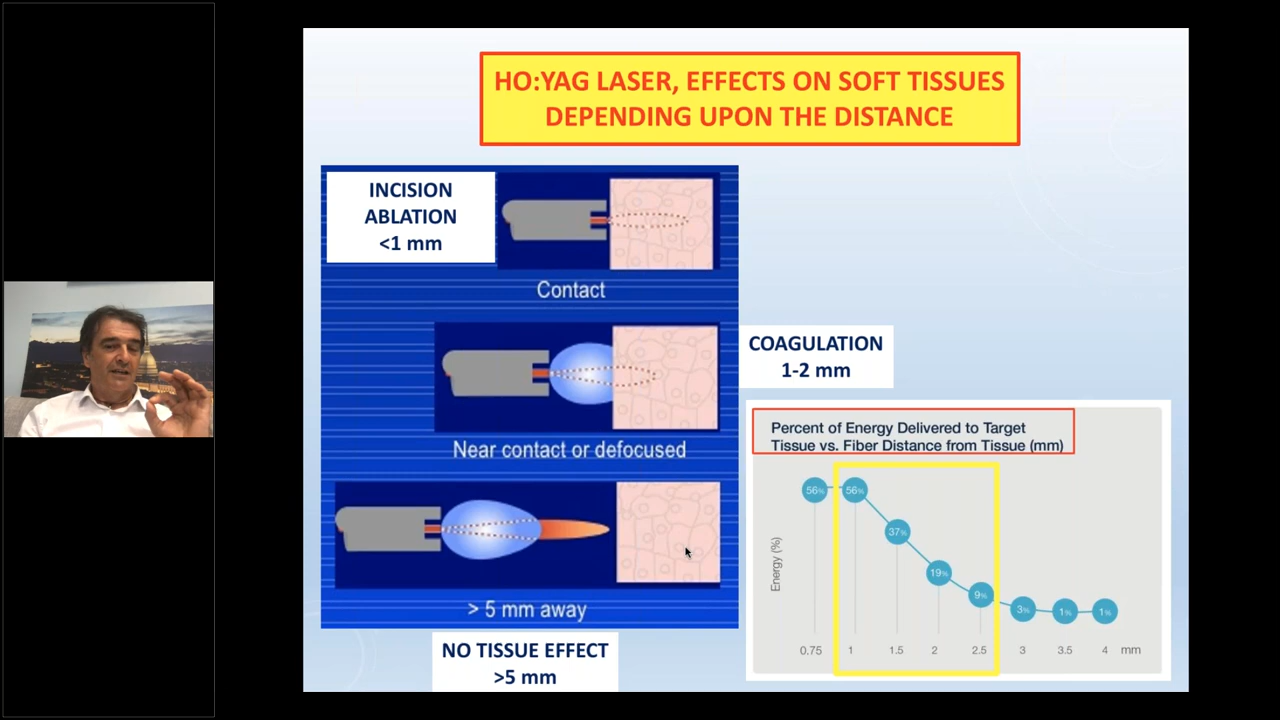 HO:YAG LASER, EFFECTS ON SOFT TISSUES
DEPENDING UPON THE DISTANCE
INCISION
ABLATION
<1 mm
Contact
COAGULATION
1-2 mm
Near contact or defocused
> 5 mm away
NO TISSUE EFFECT
>5 mm
Percent of Energy Delivered to Target
Tissue vs. Fiber Distance from Tissue (mm)
Energy (%)
56% 56% 37% 19% 9% 3% 1% 1%
0.75 1 1.5 2 2.5 3 3.5 4 mm